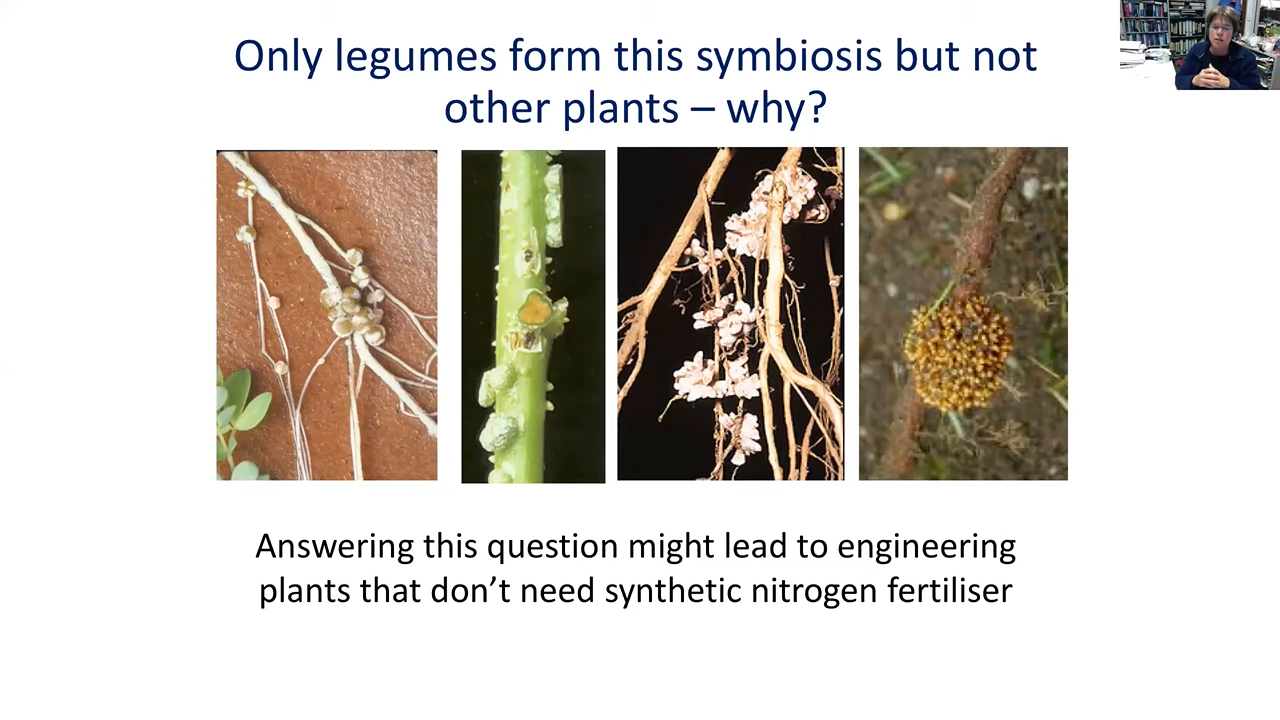 Only legumes form this symbiosis but not
other plants – why?
Answering this question might lead to engineering
plants that don’t need synthetic nitrogen fertiliser